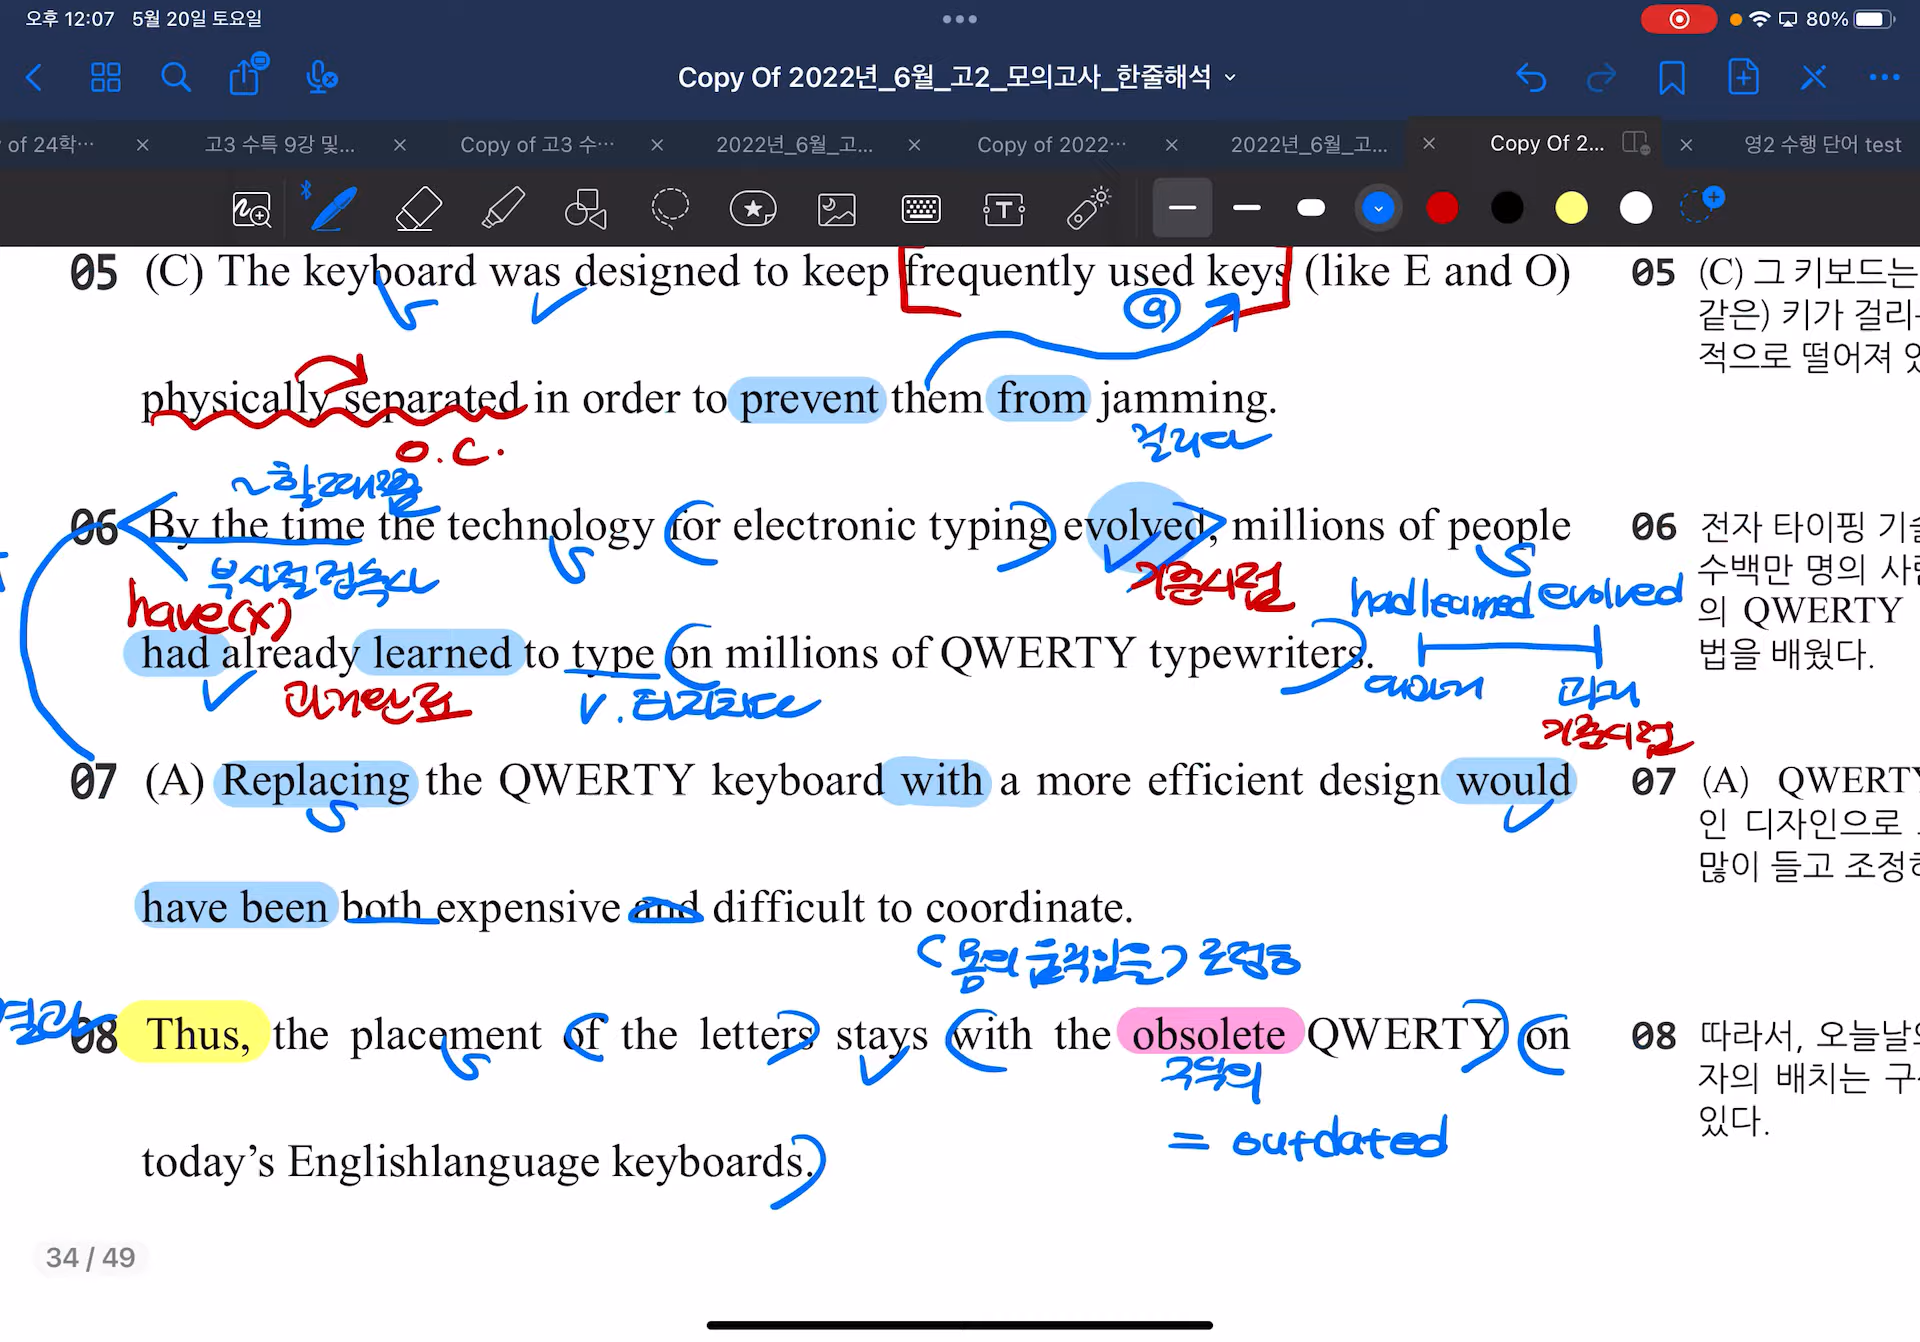 오후 12:07 5월 20일 토요일
80%
Copy Of 2022년_6월_고2_모의고사_한줄해석
of 24학··· × 고3 수특 9강 및... × Copy of 고3 수··· × 2022년_6월_고... × Copy of 2022··· × 2022년_6월_고... × Copy Of 2... × 영2 수행 단어 test
05 (C) The keyboard was designed to keep frequently used keys (like E and O)
05 (C) 그 키보드는
같은) 키가 걸리
적으로 떨어져 있
ⓐ
physically separated in order to prevent them from jamming.
O.C.
걸리다
~할 때쯤
06 By the time the technology for electronic typing evolved, millions of people
06 전자 타이핑 기술
수백만 명의 사람
의 QWERTY
법을 배웠다.
부사절 접속사
기준시점
have(x)
had learned evolved
had already learned to type on millions of QWERTY typewriters.
과거완료
v. 타자치다
대과거
과거
기준시점
07 (A) Replacing the QWERTY keyboard with a more efficient design would
07 (A) QWERTY
인 디자인으로
많이 들고 조정하
have been both expensive and difficult to coordinate.
(몸의 움직임을)
결과
08 Thus, the placement of the letters stays with the obsolete QWERTY on
08 따라서, 오늘날의
자의 배치는 구
있다.
구식의
= outdated
today's Englishlanguage keyboards.
34 / 49